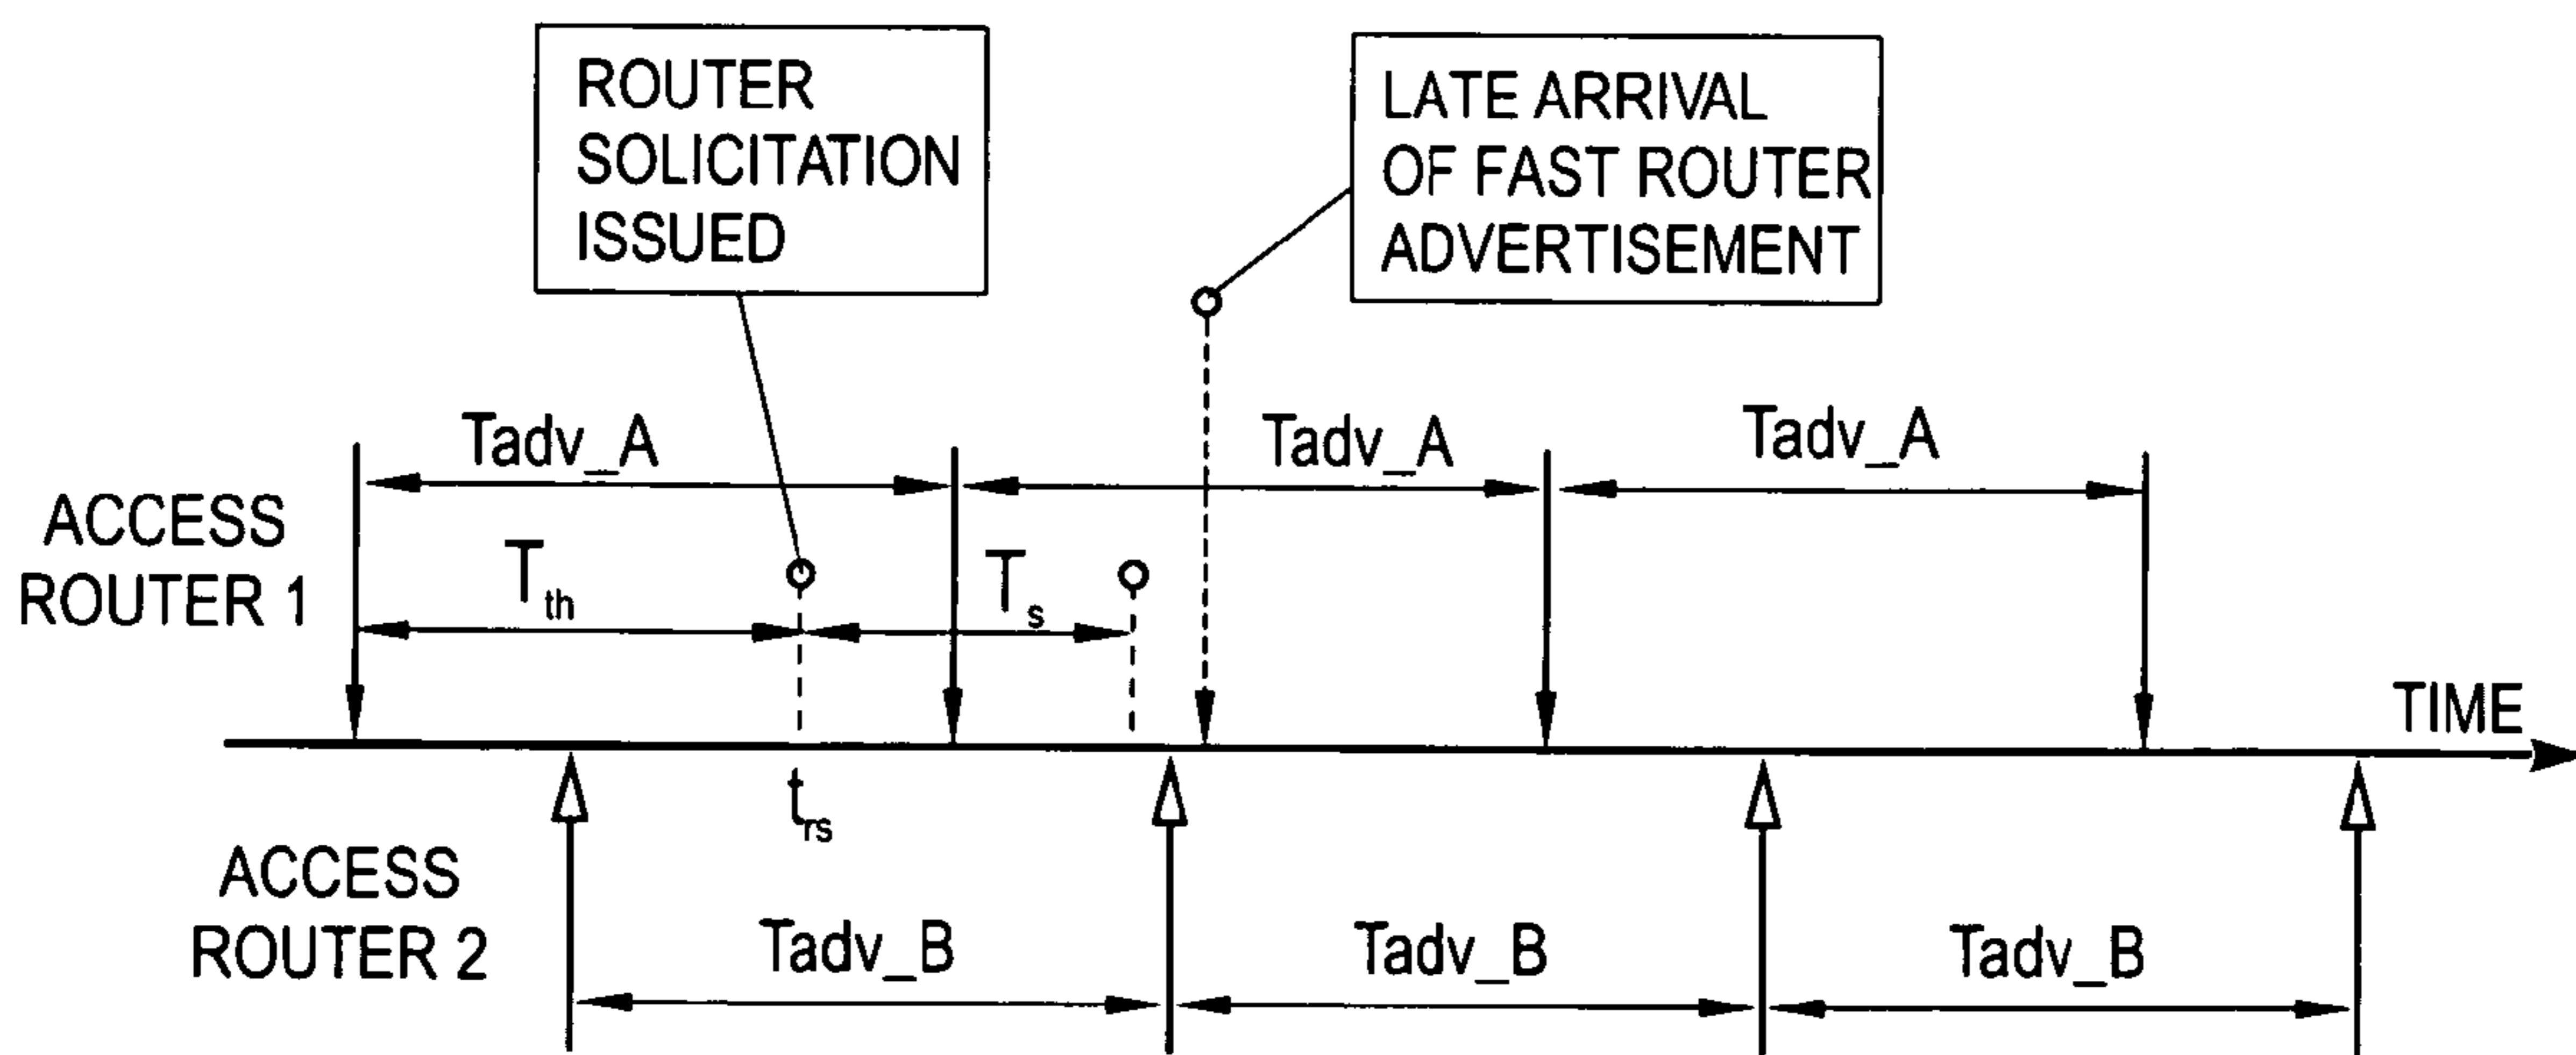 ROUTER
SOLICITATION
ISSUED
LATE ARRIVAL
OF FAST ROUTER
ADVERTISEMENT
Tadv_A
Tadv_A
Tadv_A
ACCESS
ROUTER 1
Tth
Ts
TIME
trs
ACCESS
ROUTER 2
Tadv_B
Tadv_B
Tadv_B